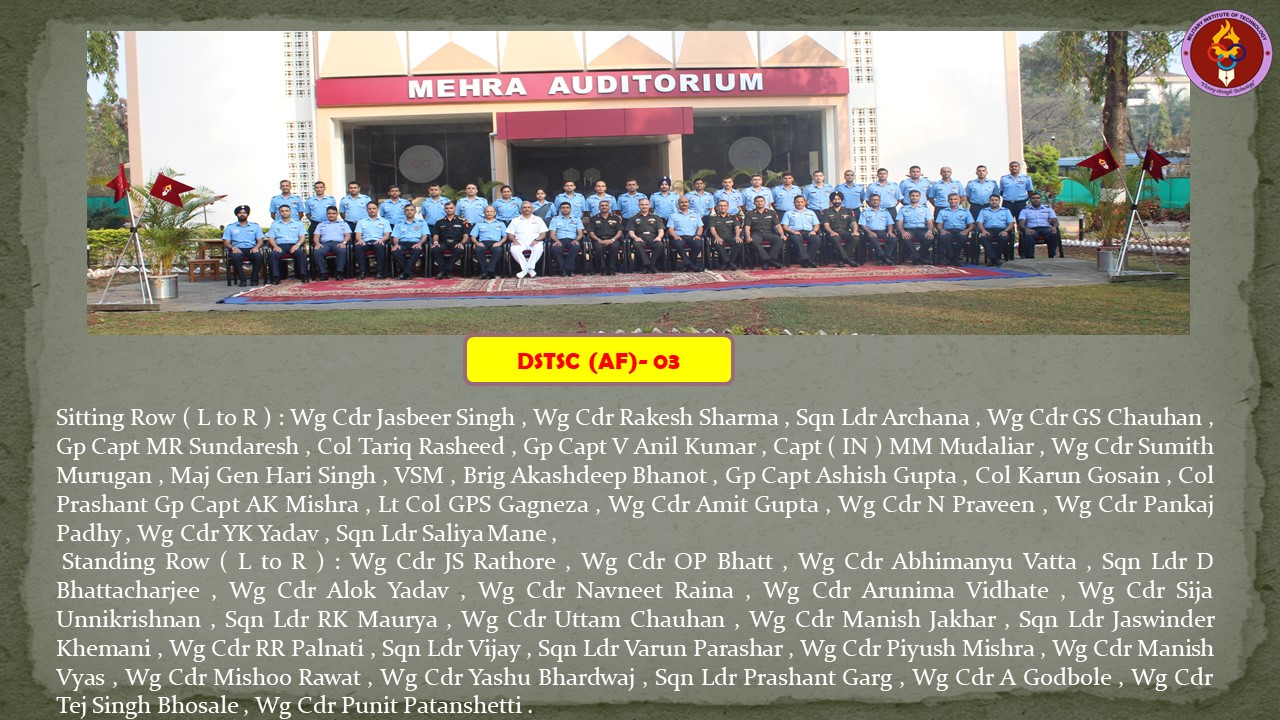 MILITARY INSTITUTE OF TECHNOLOGY
Victory through Technology
MEHRA AUDITORIUM
DSTSC (AF)- 03
Sitting Row ( L to R ) : Wg Cdr Jasbeer Singh , Wg Cdr Rakesh Sharma , Sqn Ldr Archana , Wg Cdr GS Chauhan ,
Gp Capt MR Sundaresh , Col Tariq Rasheed , Gp Capt V Anil Kumar , Capt ( IN ) MM Mudaliar , Wg Cdr Sumith
Murugan , Maj Gen Hari Singh , VSM , Brig Akashdeep Bhanot , Gp Capt Ashish Gupta , Col Karun Gosain , Col
Prashant Gp Capt AK Mishra , Lt Col GPS Gagneza , Wg Cdr Amit Gupta , Wg Cdr N Praveen , Wg Cdr Pankaj
Padhy , Wg Cdr YK Yadav , Sqn Ldr Saliya Mane ,
Standing Row ( L to R ) : Wg Cdr JS Rathore , Wg Cdr OP Bhatt , Wg Cdr Abhimanyu Vatta , Sqn Ldr D
Bhattacharjee , Wg Cdr Alok Yadav , Wg Cdr Navneet Raina , Wg Cdr Arunima Vidhate , Wg Cdr Sija
Unnikrishnan , Sqn Ldr RK Maurya , Wg Cdr Uttam Chauhan , Wg Cdr Manish Jakhar , Sqn Ldr Jaswinder
Khemani , Wg Cdr RR Palnati , Sqn Ldr Vijay , Sqn Ldr Varun Parashar , Wg Cdr Piyush Mishra , Wg Cdr Manish
Vyas , Wg Cdr Mishoo Rawat , Wg Cdr Yashu Bhardwaj , Sqn Ldr Prashant Garg , Wg Cdr A Godbole , Wg Cdr
Tej Singh Bhosale , Wg Cdr Punit Patanshetti .